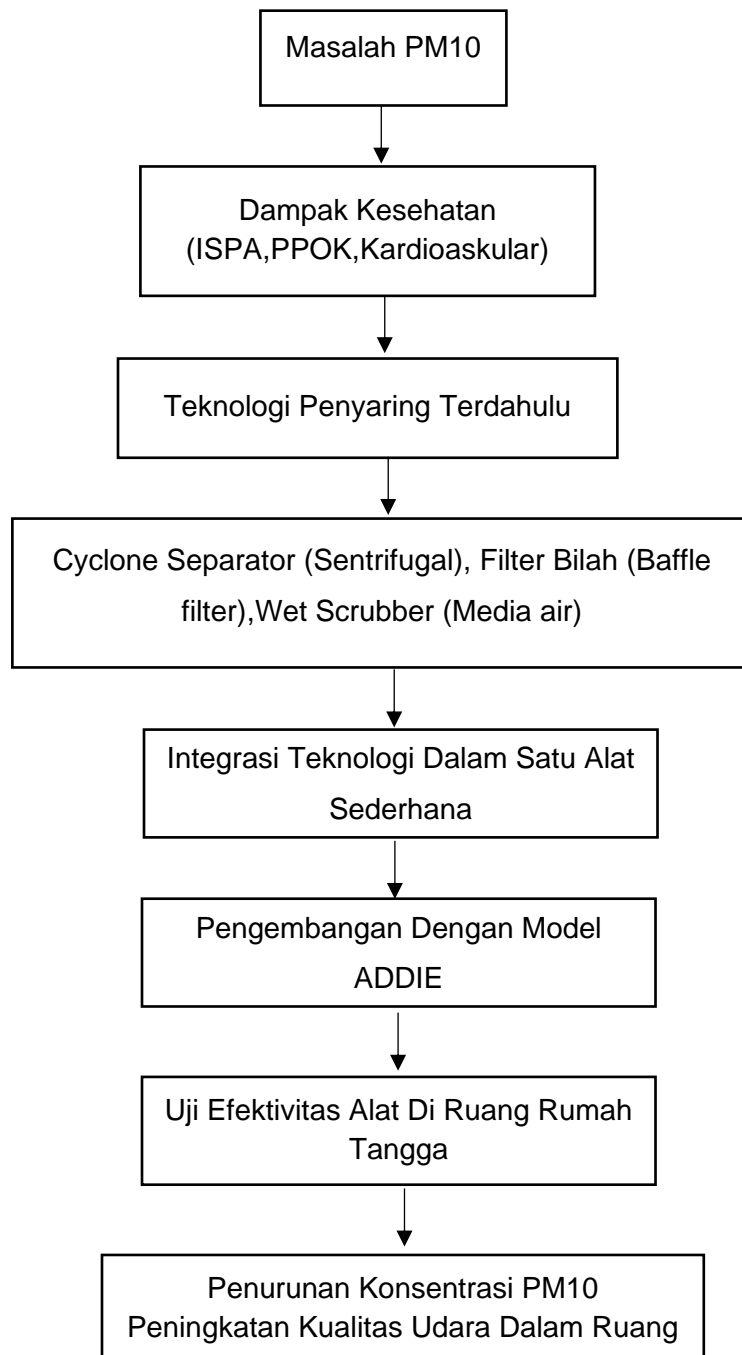 Masalah PM10
Dampak Kesehatan
(ISPA,PPOK,Kardioaskular)
Teknologi Penyaring Terdahulu
Cyclone Separator (Sentrifugal), Filter Bilah (Baffle
filter),Wet Scrubber (Media air)
Integrasi Teknologi Dalam Satu Alat
Sederhana
Pengembangan Dengan Model
ADDIE
Uji Efektivitas Alat Di Ruang Rumah
Tangga
Penurunan Konsentrasi PM10
Peningkatan Kualitas Udara Dalam Ruang